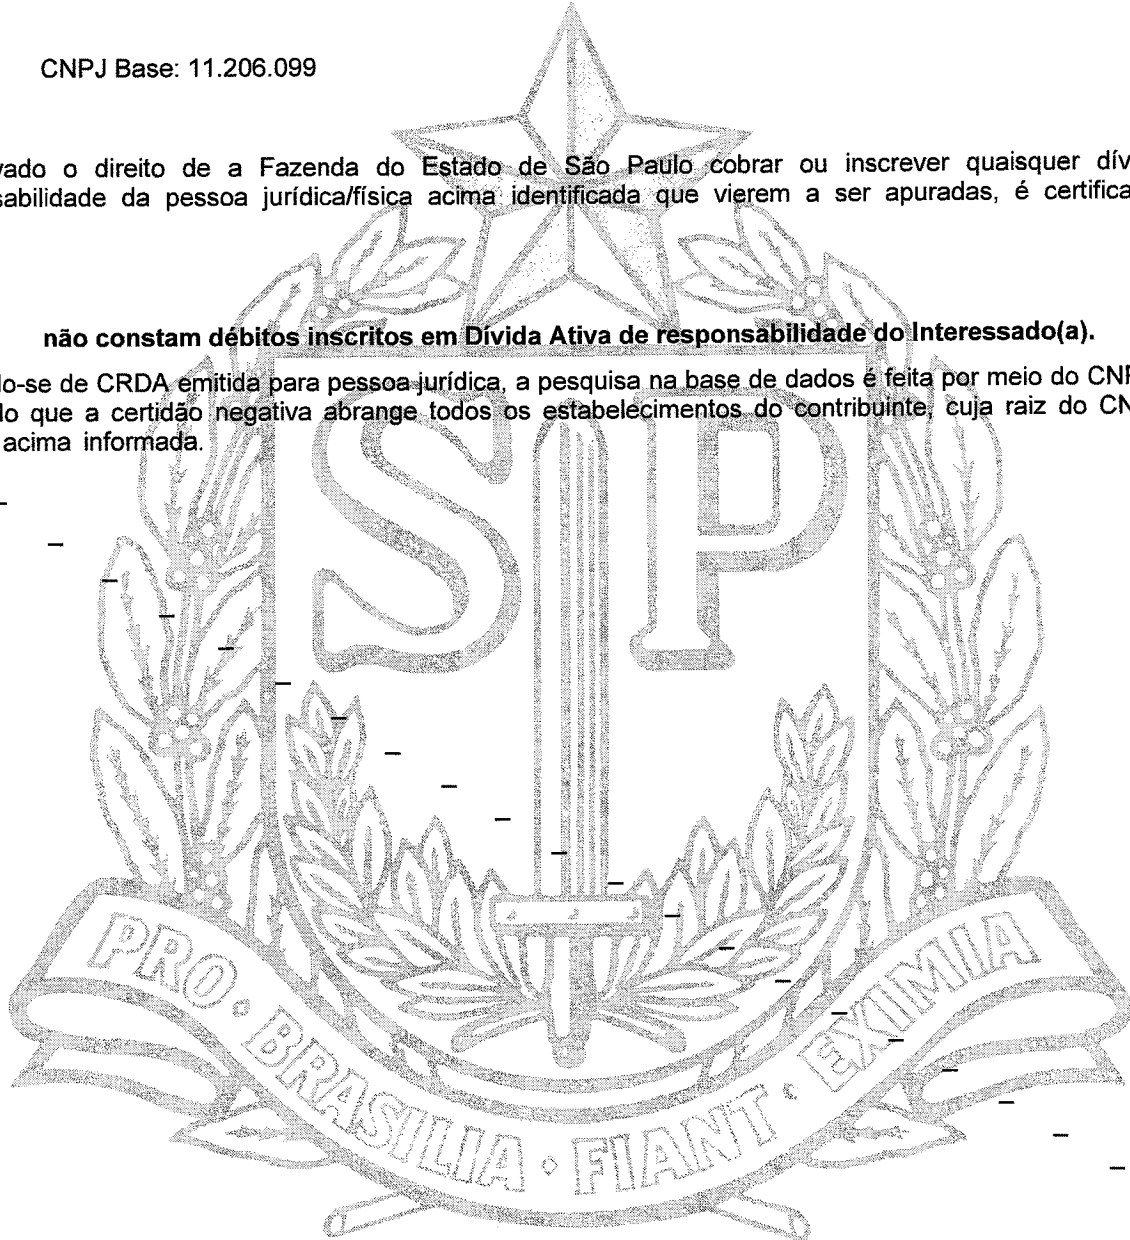 CNPJ Base: 11.206.099
vado o direito de a Fazenda do Estado de São Paulo cobrar ou inscrever quaisquer dív
sabilidade da pessoa jurídica/física acima identificada que vierem a ser apuradas, é certifica
não constam débitos inscritos em Dívida Ativa de responsabilidade do Interessado(a).
do-se de CRDA emitida para pessoa jurídica, a pesquisa na base de dados é feita por meio do CNP
do que a certidão negativa abrange todos os estabelecimentos do contribuinte, cuja raiz do CN
acima informada.
SP
PRO • BRASILIA • FIANT • EXIMIA